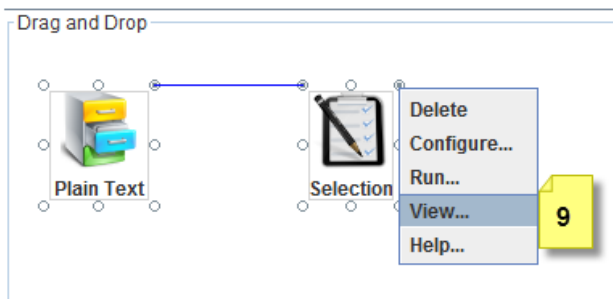 Drag and Drop
Plain Text
Selection
Delete
Configure...
Run...
View...
Help...
9